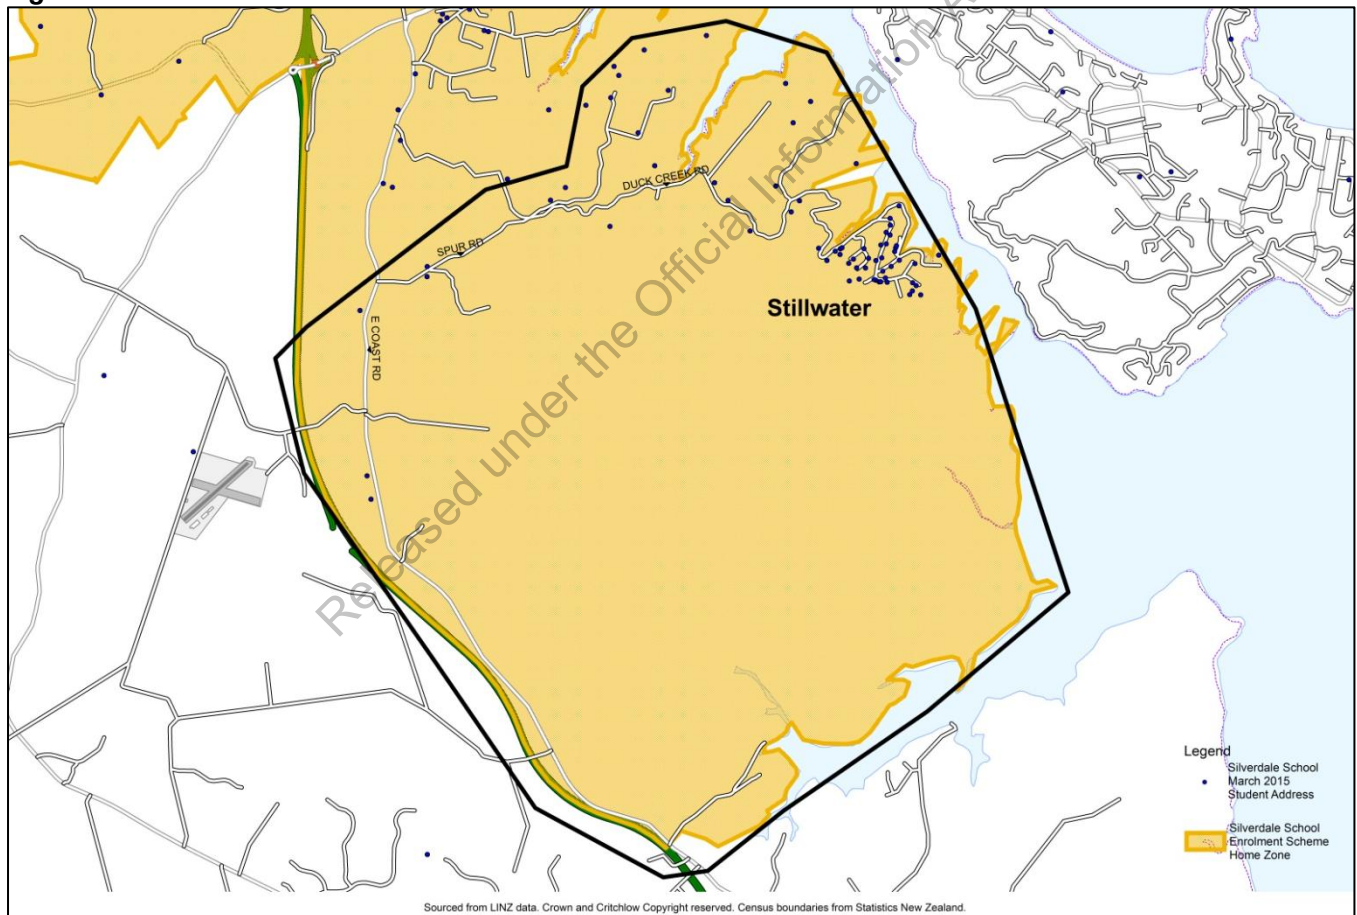 Released under the Official Information A
DUCK CREEK RD
SPUR RD
Stillwater
E COAST RD
Legend
Silverdale School
March 2015
Student Address
Silverdale School
Enrolment Scheme
Home Zone
Sourced from LINZ data. Crown and Critchlow Copyright reserved. Census boundaries from Statistics New Zealand.